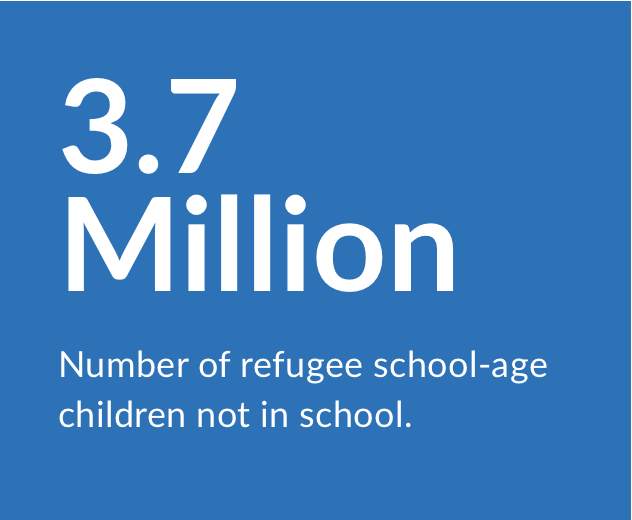 3.7
Million
Number of refugee school-age
children not in school.